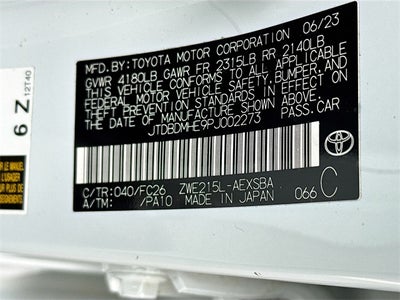 MFD. BY: TOYOTA MOTOR CORPORATION 06/23
GVWR 4180LB GAWR FR 2315LB RR 2140LB
THIS VEHICLE CONFORMS TO ALL APPLICABLE
FEDERAL MOTOR VEHICLE SAFETY, BUMPER, AND
THEFT PREVENTION STANDARDS IN EFFECT ON
THE DATE OF MANUFACTURE SHOWN ABOVE.
JTDBDMHE9PJ002273 PASS. CAR
C/TR: 040/FC26 ZWE215L-AEXSBA
A/TM: /PA10 MADE IN JAPAN 066 C
6 Z
12T40